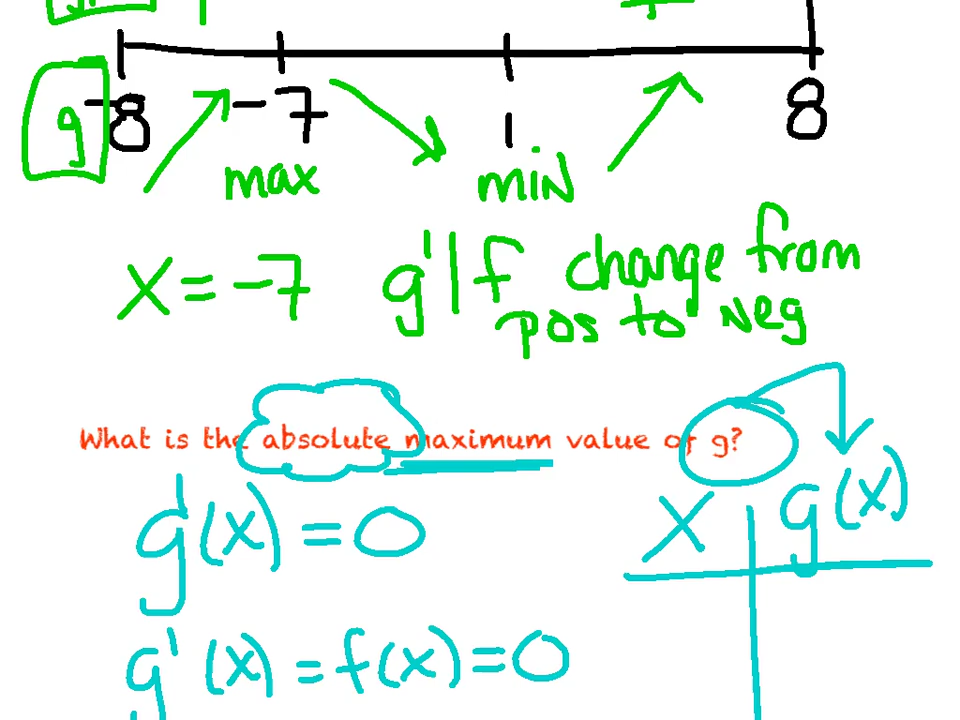 g -8 -7 1 8
max min
x = -7 g' | f change from
pos to neg
What is the absolute maximum value of g?
x g(x)
g'(x) = 0
g'(x) = f(x) = 0